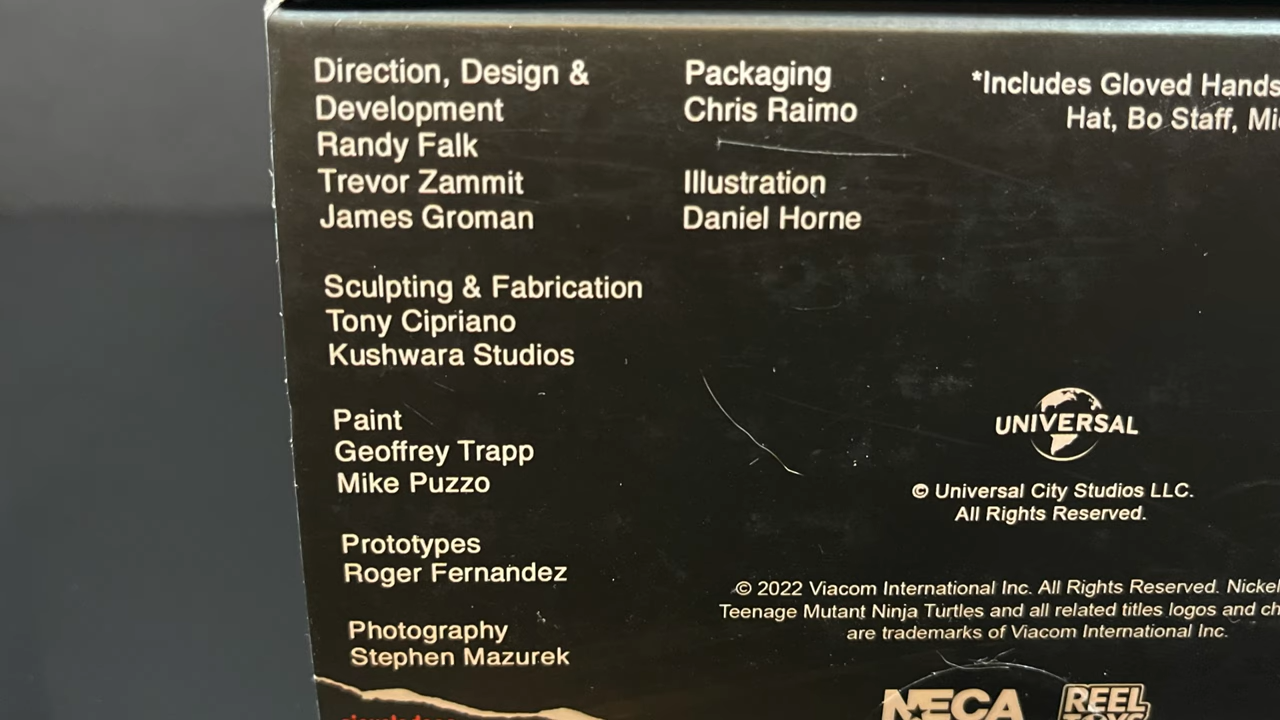 Direction, Design &
Development
Randy Falk
Trevor Zammit
James Groman
Sculpting & Fabrication
Tony Cipriano
Kushwara Studios
Paint
Geoffrey Trapp
Mike Puzzo
Prototypes
Roger Fernandez
Photography
Stephen Mazurek
Packaging
Chris Raimo
Illustration
Daniel Horne
*Includes Gloved Hands
Hat, Bo Staff,
UNIVERSAL
© Universal City Studios LLC.
All Rights Reserved.
© 2022 Viacom International Inc. All Rights Reserved.
Teenage Mutant Ninja Turtles and all related titles logos and
are trademarks of Viacom International Inc.
NECA
REEL
TOYS